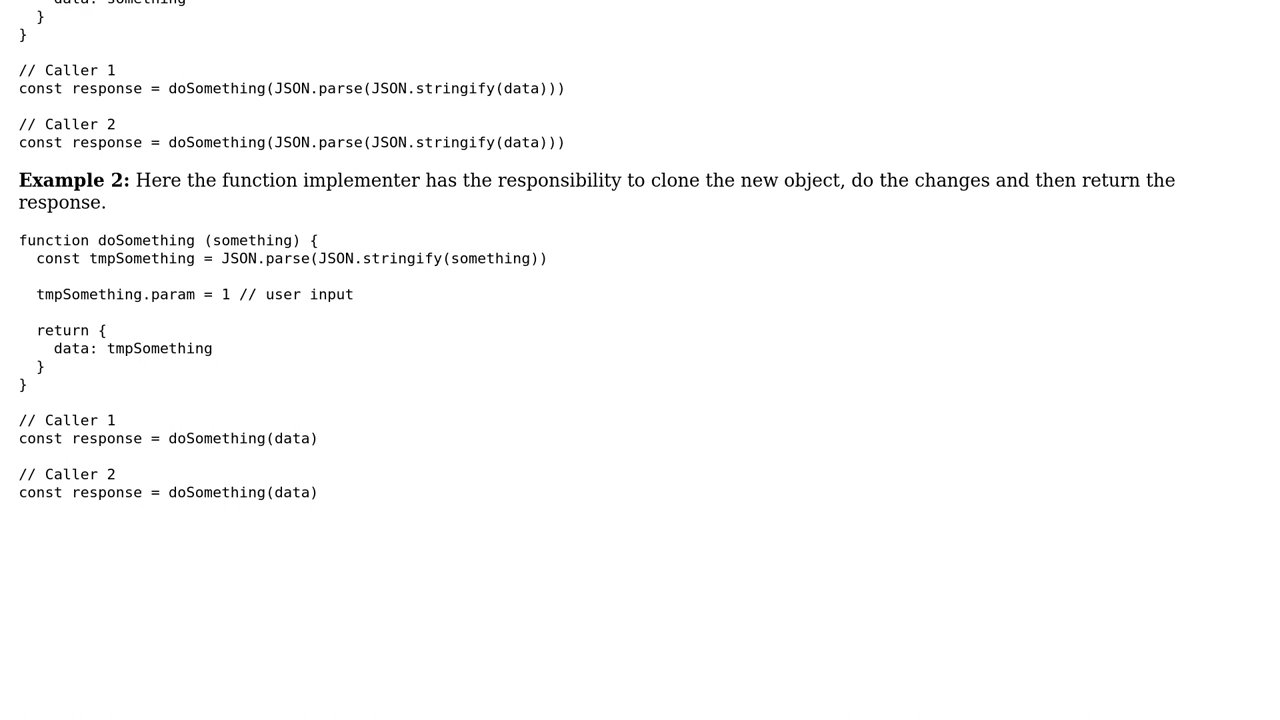 data: something
  }
}
// Caller 1
const response = doSomething(JSON.parse(JSON.stringify(data)))
// Caller 2
const response = doSomething(JSON.parse(JSON.stringify(data)))
Example 2: Here the function implementer has the responsibility to clone the new object, do the changes and then return the
response.
function doSomething (something) {
  const tmpSomething = JSON.parse(JSON.stringify(something))
  tmpSomething.param = 1 // user input
  return {
    data: tmpSomething
  }
}
// Caller 1
const response = doSomething(data)
// Caller 2
const response = doSomething(data)